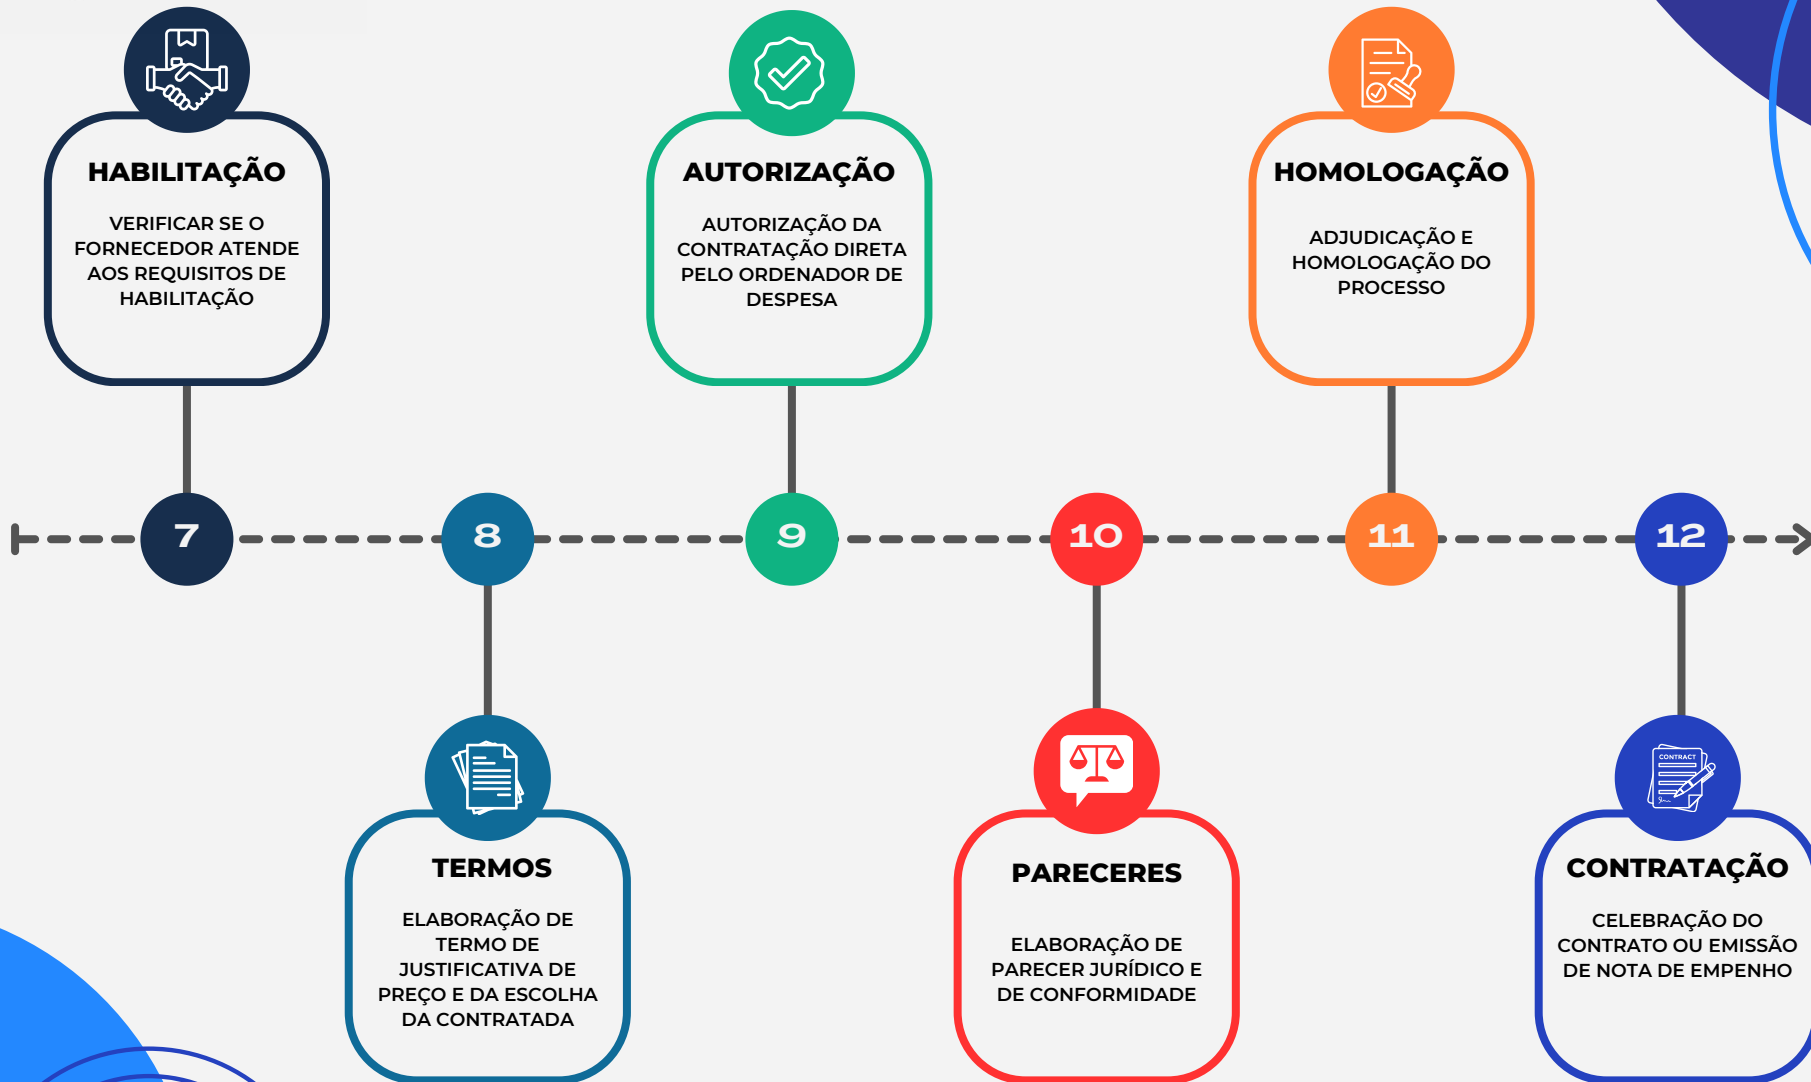 HABILITAÇÃO
VERIFICAR SE O
FORNECEDOR ATENDE
AOS REQUISITOS DE
HABILITAÇÃO
AUTORIZAÇÃO
AUTORIZAÇÃO DA
CONTRATAÇÃO DIRETA
PELO ORDENADOR DE
DESPESA
HOMOLOGAÇÃO
ADJUDICAÇÃO E
HOMOLOGAÇÃO DO
PROCESSO
7
8
9
10
11
12
TERMOS
ELABORAÇÃO DE
TERMO DE
JUSTIFICATIVA DE
PREÇO E DA ESCOLHA
DA CONTRATADA
PARECERES
ELABORAÇÃO DE
PARECER JURÍDICO E
DE CONFORMIDADE
CONTRACT
CONTRATAÇÃO
CELEBRAÇÃO DO
CONTRATO OU EMISSÃO
DE NOTA DE EMPENHO